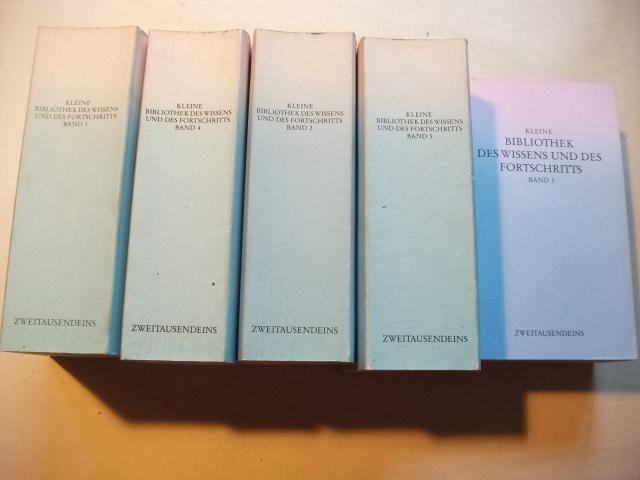 KLEINE
BIBLIOTHEK DES WISSENS
UND DES FORTSCHRITTS
BAND 1
ZWEITAUSENDEINS
KLEINE
BIBLIOTHEK DES WISSENS
UND DES FORTSCHRITTS
BAND 4
ZWEITAUSENDEINS
KLEINE
BIBLIOTHEK DES WISSENS
UND DES FORTSCHRITTS
BAND 2
ZWEITAUSENDEINS
KLEINE
BIBLIOTHEK DES WISSENS
UND DES FORTSCHRITTS
BAND 5
ZWEITAUSENDEINS
KLEINE
BIBLIOTHEK
DES WISSENS UND DES
FORTSCHRITTS
BAND 3
ZWEITAUSENDEINS